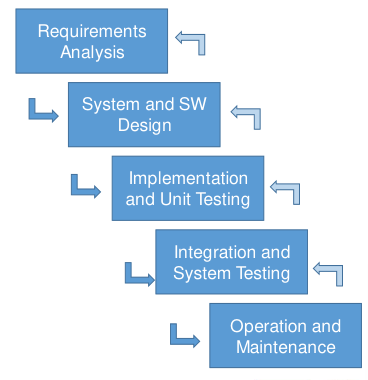 Requirements
Analysis
System and SW
Design
Implementation
and Unit Testing
Integration and
System Testing
Operation and
Maintenance